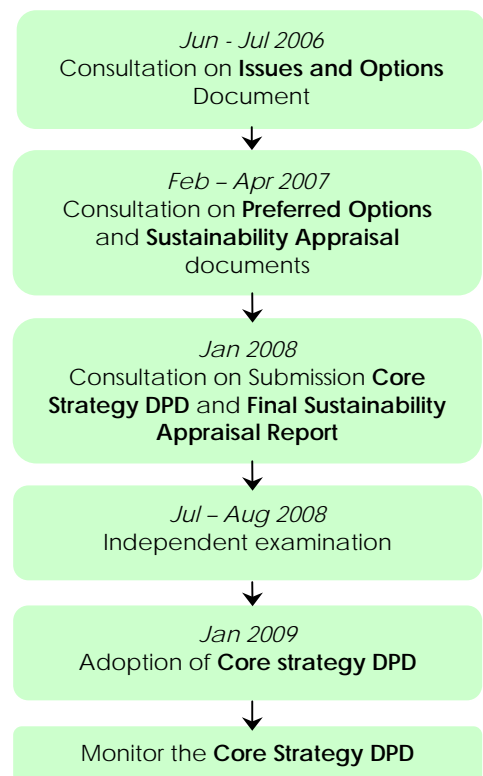 Jun - Jul 2006
Consultation on Issues and Options
Document
Feb – Apr 2007
Consultation on Preferred Options
and Sustainability Appraisal
documents
Jan 2008
Consultation on Submission Core
Strategy DPD and Final Sustainability
Appraisal Report
Jul – Aug 2008
Independent examination
Jan 2009
Adoption of Core strategy DPD
Monitor the Core Strategy DPD